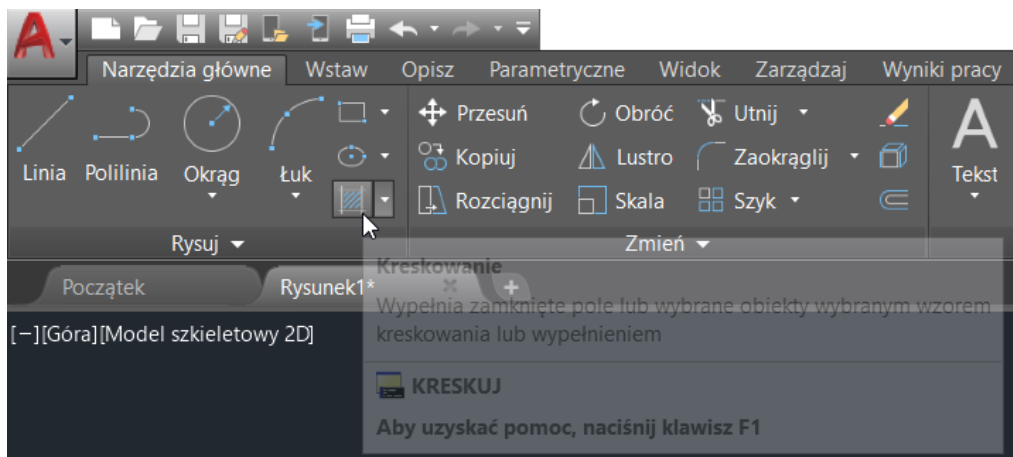 Narzędzia główne Wstaw Opisz Parametryczne Widok Zarządzaj Wyniki pracy
Linia Polilinia Okrąg Łuk
Przesuń Obróć Utnij
Kopiuj Lustro Zaokrąglij
Rozciągnij Skala Szyk
A
Tekst
Rysuj Zmień
Początek Rysunek1*
Kreskowanie
Wypełnia zamknięte pole lub wybrane obiekty wybranym wzorem
kreskowania lub wypełnieniem
[−][Góra][Model szkieletowy 2D]
KRESKUJ
Aby uzyskać pomoc, naciśnij klawisz F1